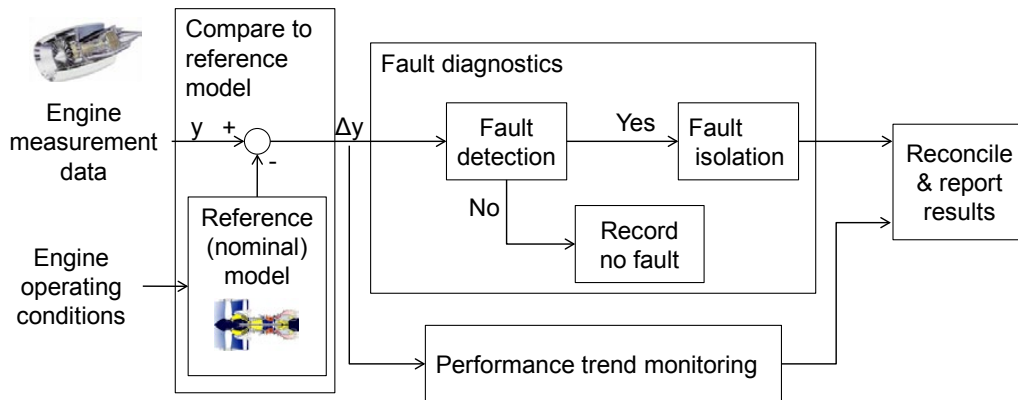 Compare to
reference
model
Engine
measurement
data
y
+
-
Δy
Reference
(nominal)
model
Engine
operating
conditions
Fault diagnostics
Fault
detection
Yes
Fault
isolation
No
Record
no fault
Performance trend monitoring
Reconcile
& report
results